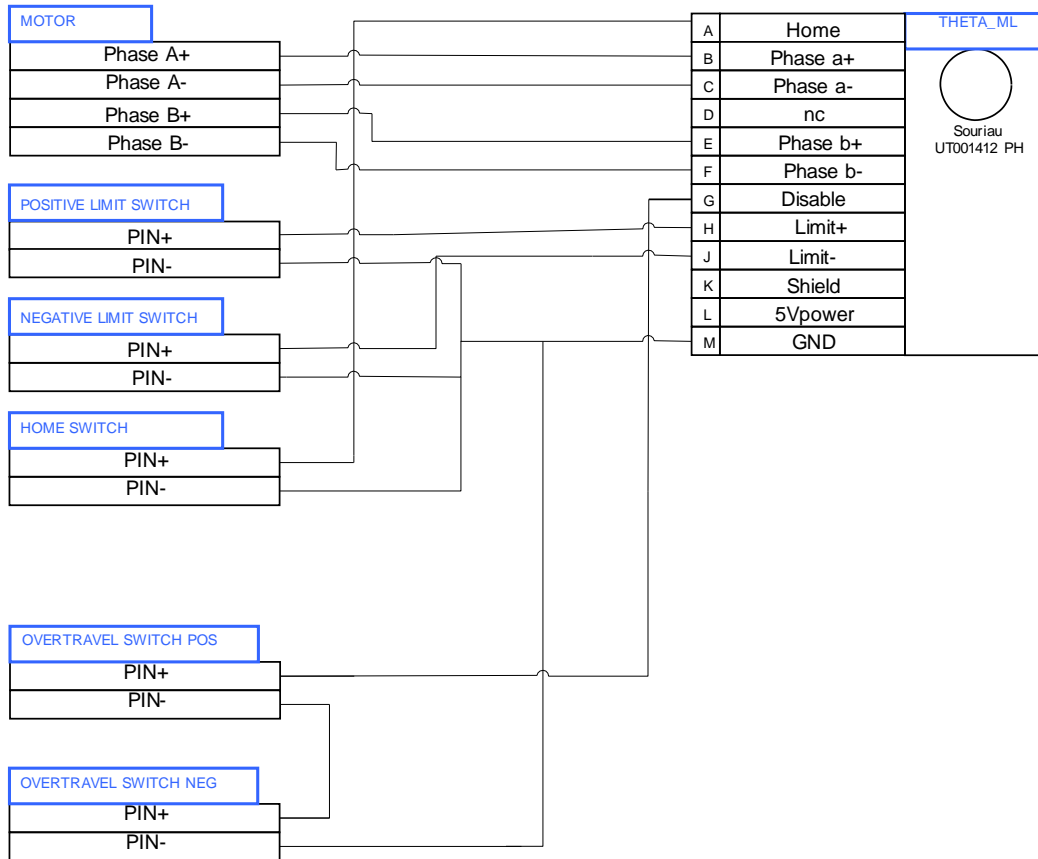 MOTOR
Phase A+
Phase A-
Phase B+
Phase B-
POSITIVE LIMIT SWITCH
PIN+
PIN-
NEGATIVE LIMIT SWITCH
PIN+
PIN-
HOME SWITCH
PIN+
PIN-
OVERTRAVEL SWITCH POS
PIN+
PIN-
OVERTRAVEL SWITCH NEG
PIN+
PIN-
A Home
B Phase a+
C Phase a-
D nc
E Phase b+
F Phase b-
G Disable
H Limit+
J Limit-
K Shield
L 5Vpower
M GND
THETA_ML
Souriau
UT001412 PH